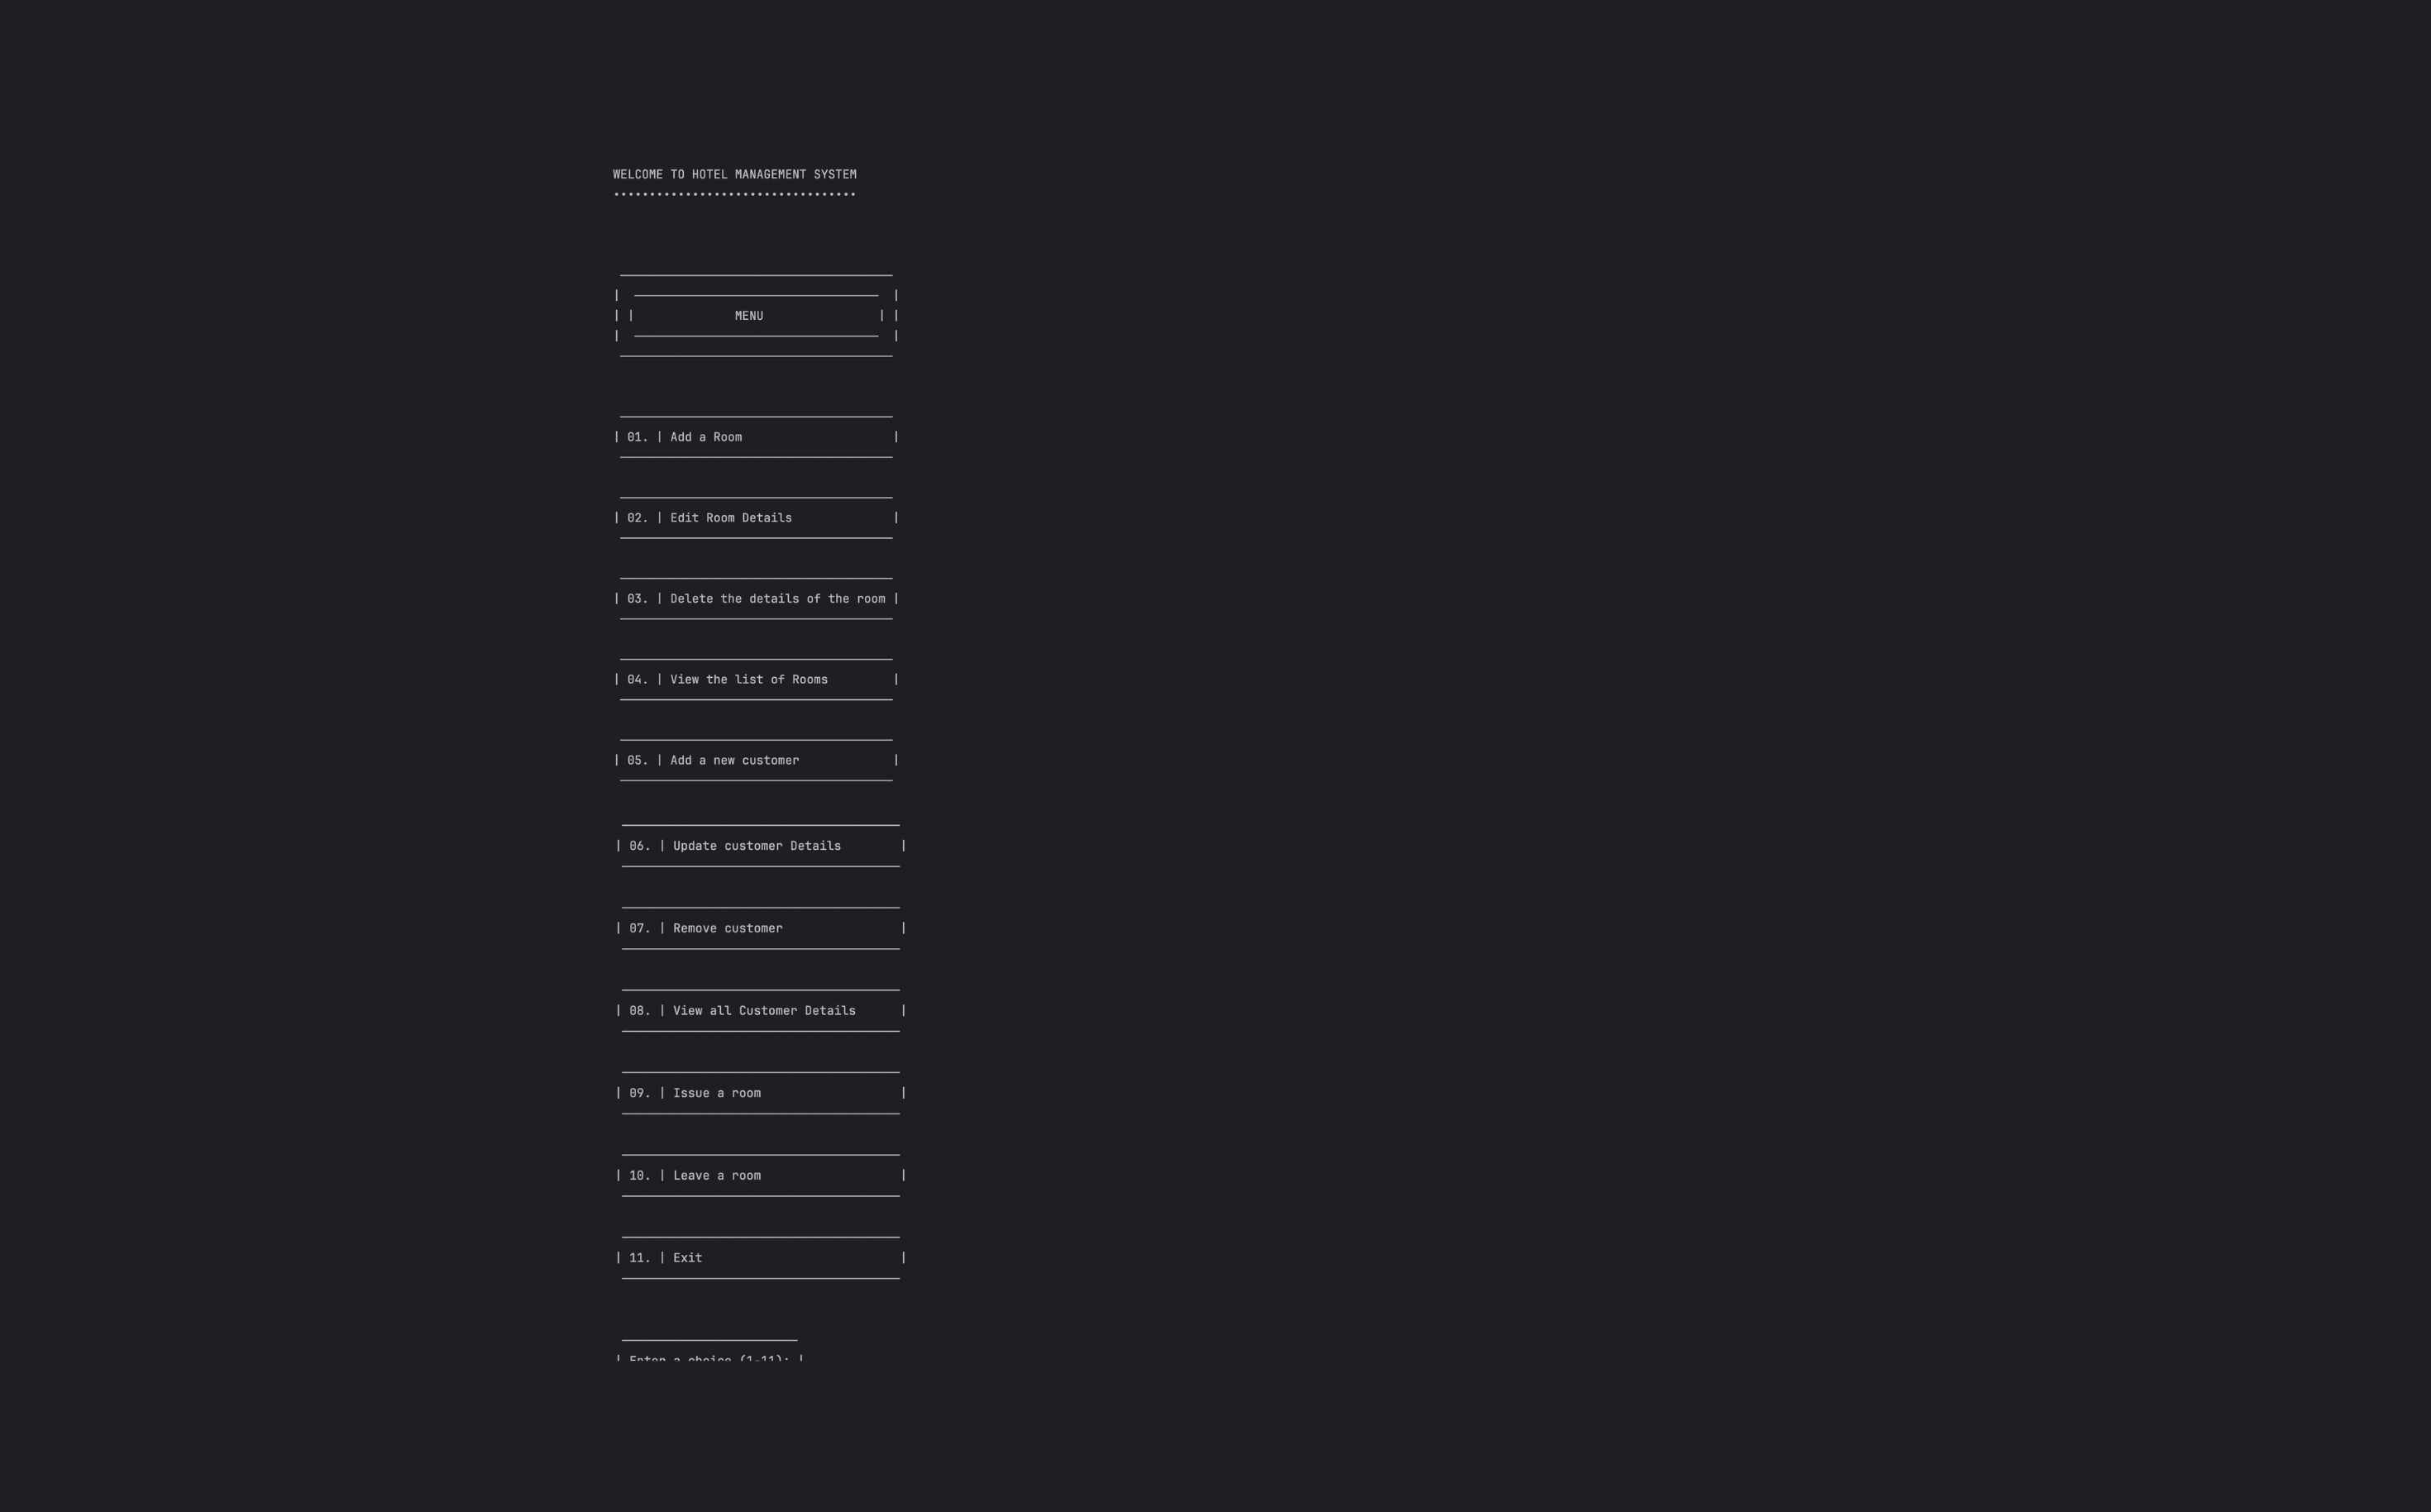 WELCOME TO HOTEL MANAGEMENT SYSTEM
MENU
01. | Add a Room
02. | Edit Room Details
03. | Delete the details of the room
04. | View the list of Rooms
05. | Add a new customer
06. | Update customer Details
07. | Remove customer
08. | View all Customer Details
09. | Issue a room
10. | Leave a room
11. | Exit
Enter a choice (1-11):